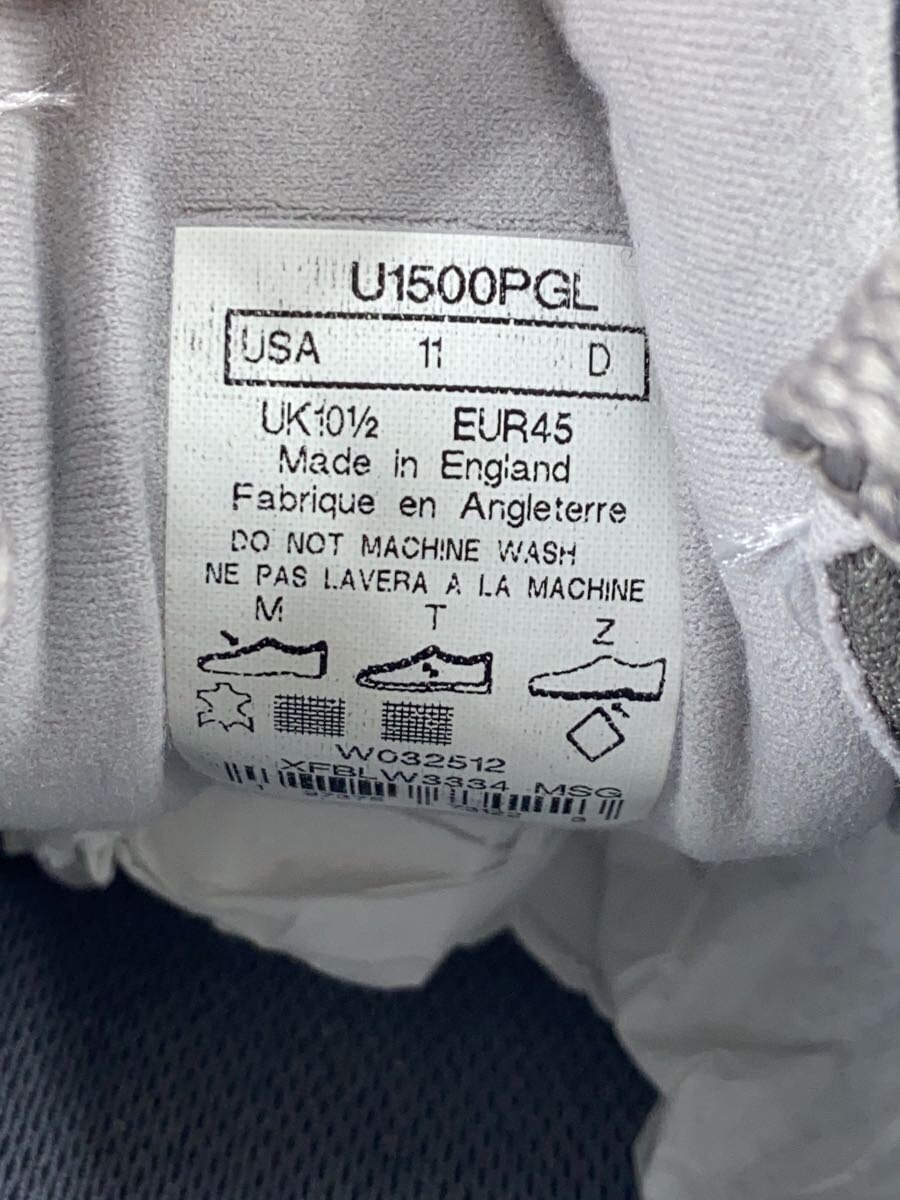 U1500PGL
USA 11 D
UK10½ EUR45
Made in England
Fabrique en Angleterre
DO NOT MACHINE WASH
NE PAS LAVERA A LA MACHINE
M T Z
W032512
XFBLW3334 MSG